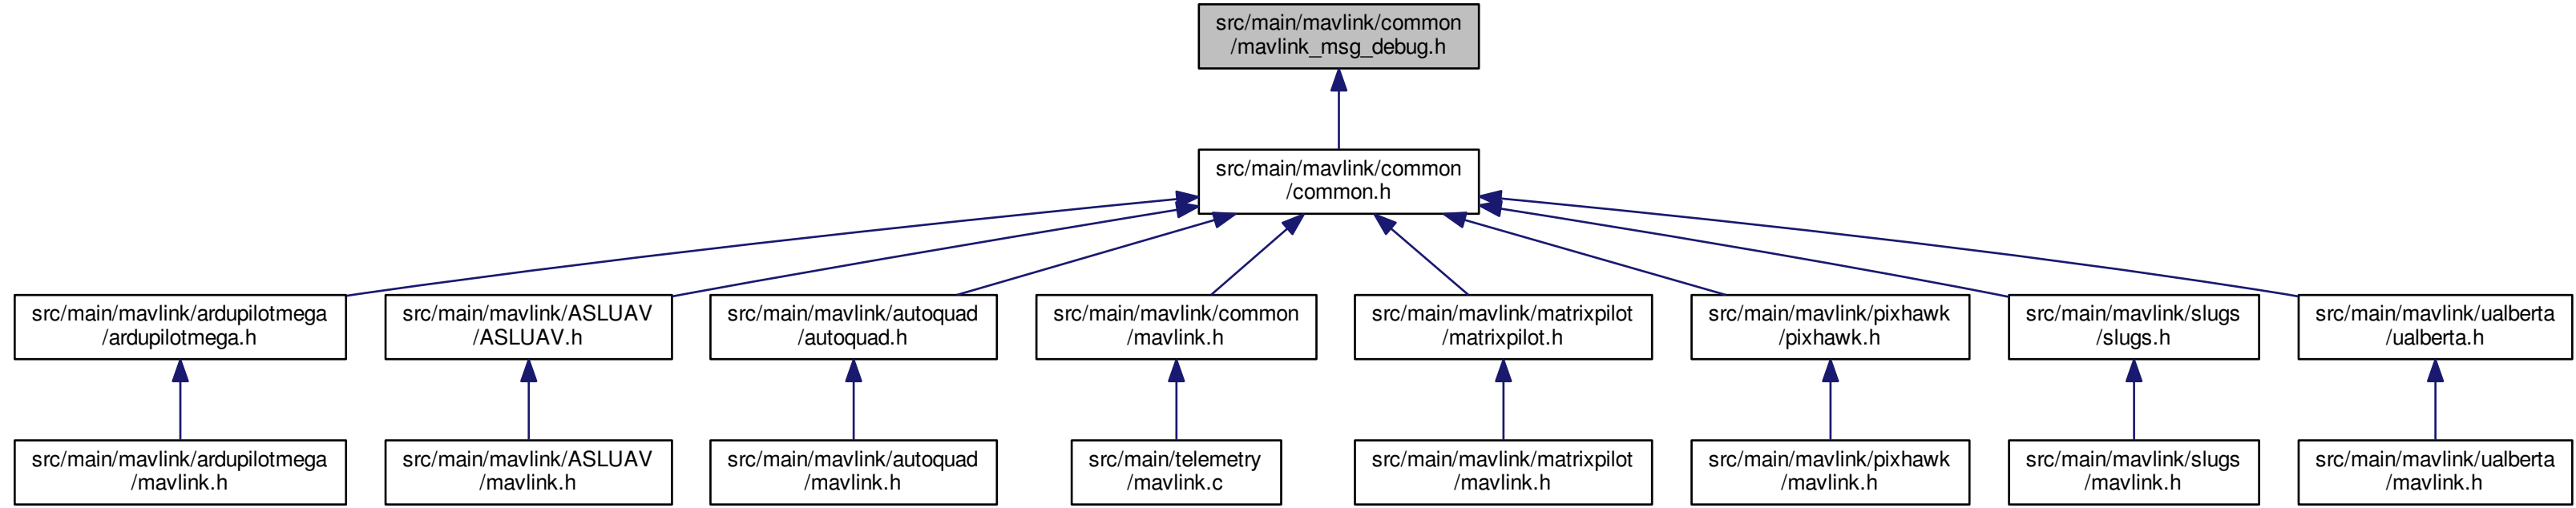 src/main/mavlink/common
/mavlink_msg_debug.h
src/main/mavlink/common
/common.h
src/main/mavlink/ardupilotmega
/ardupilotmega.h
src/main/mavlink/ASLUAV
/ASLUAV.h
src/main/mavlink/autoquad
/autoquad.h
src/main/mavlink/common
/mavlink.h
src/main/mavlink/matrixpilot
/matrixpilot.h
src/main/mavlink/pixhawk
/pixhawk.h
src/main/mavlink/slugs
/slugs.h
src/main/mavlink/ualberta
/ualberta.h
src/main/mavlink/ardupilotmega
/mavlink.h
src/main/mavlink/ASLUAV
/mavlink.h
src/main/mavlink/autoquad
/mavlink.h
src/main/telemetry
/mavlink.c
src/main/mavlink/matrixpilot
/mavlink.h
src/main/mavlink/pixhawk
/mavlink.h
src/main/mavlink/slugs
/mavlink.h
src/main/mavlink/ualberta
/mavlink.h